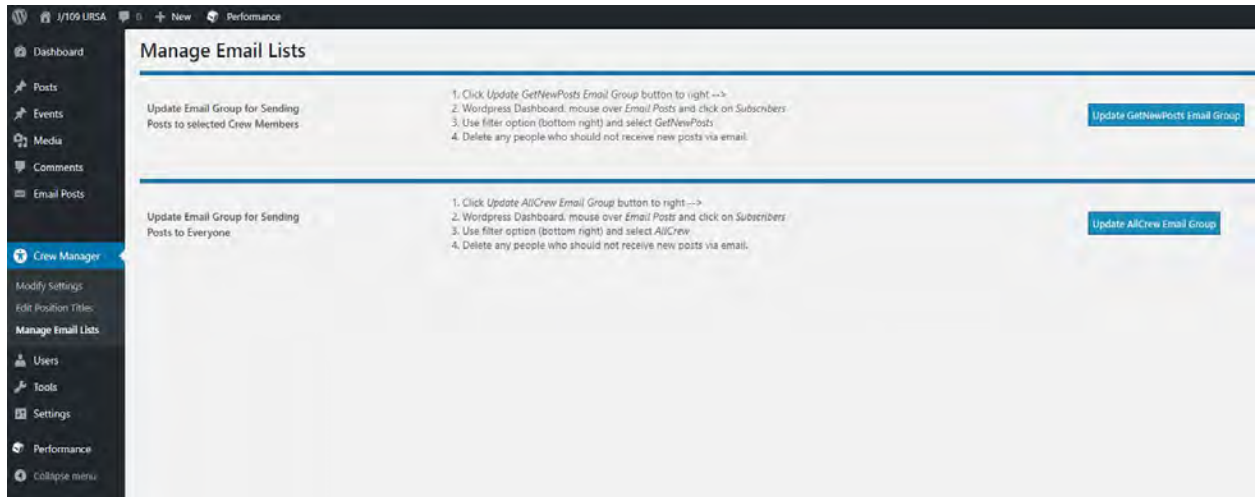 J/109 URSA 0 + New Performance
Dashboard
Posts
Events
Media
Comments
Email Posts
Crew Manager
Modify Settings
Edit Position Titles
Manage Email Lists
Users
Tools
Settings
Performance
Collapse menu
Manage Email Lists
Update Email Group for Sending
Posts to selected Crew Members
1. Click Update GetNewPosts Email Group button to right -->
2. Wordpress Dashboard, mouse over Email Posts and click on Subscribers
3. Use filter option (bottom right) and select GetNewPosts
4. Delete any people who should not receive new posts via email.
Update GetNewPosts Email Group
Update Email Group for Sending
Posts to Everyone
1. Click Update AllCrew Email Group button to right -->
2. Wordpress Dashboard, mouse over Email Posts and click on Subscribers
3. Use filter option (bottom right) and select AllCrew
4. Delete any people who should not receive new posts via email.
Update AllCrew Email Group